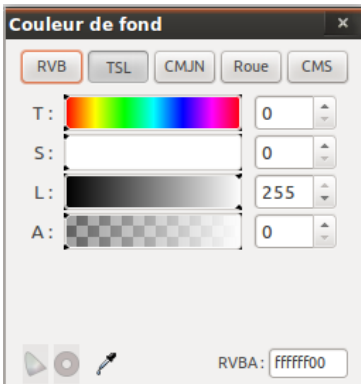 Couleur de fond
RVB TSL CMJN Roue CMS
T: 0
S: 0
L: 255
A: 0
RVBA: ffffff00